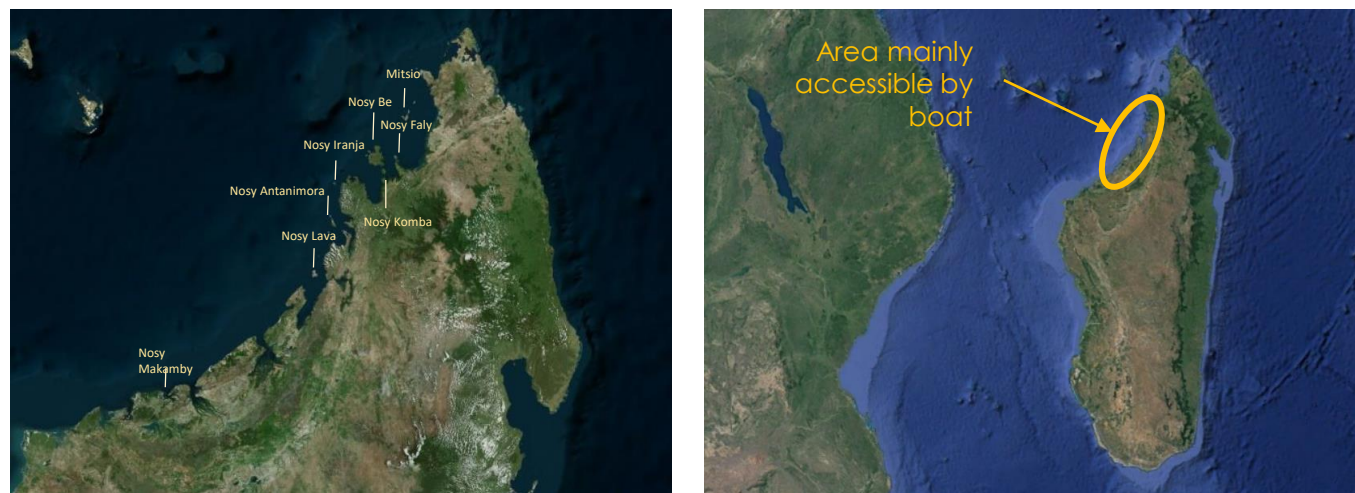 Mitsio
Nosy Be
Nosy Faly
Nosy Iranja
Nosy Antanimora
Nosy Komba
Nosy Lava
Nosy
Makamby
Area mainly
accessible by
boat